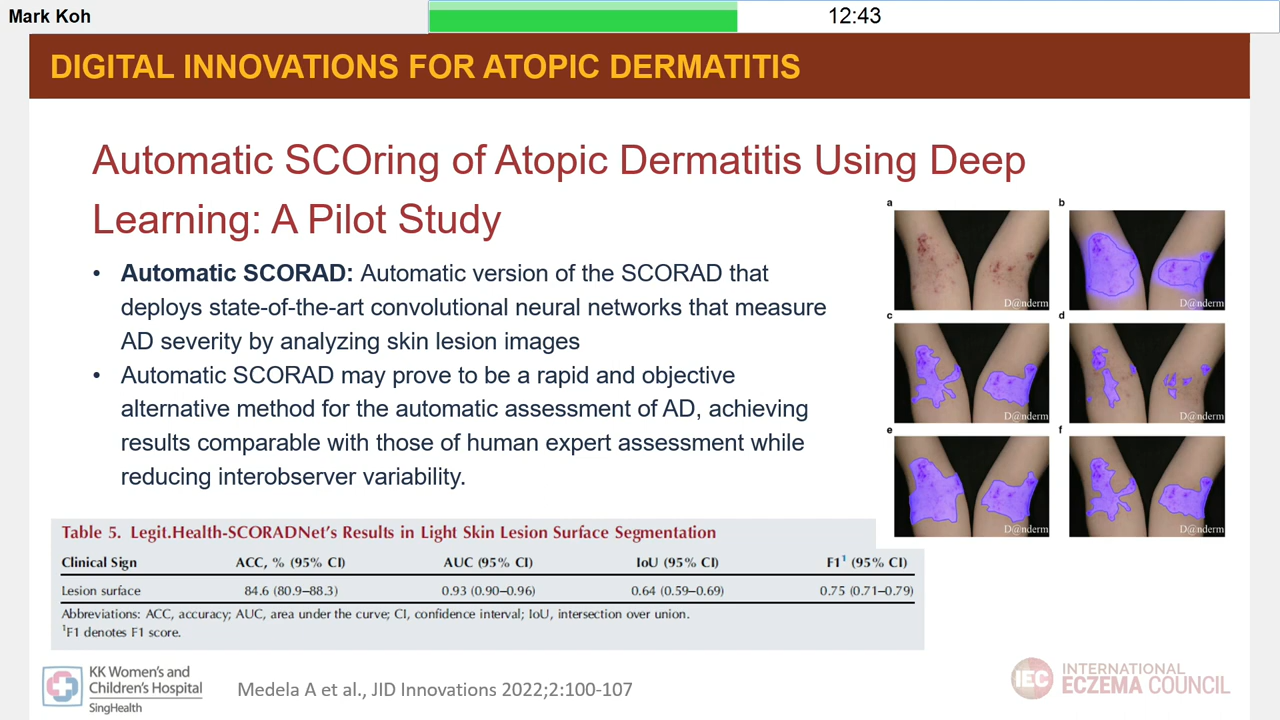 Mark Koh
12:43
DIGITAL INNOVATIONS FOR ATOPIC DERMATITIS
Automatic SCOring of Atopic Dermatitis Using Deep
Learning: A Pilot Study
• Automatic SCORAD: Automatic version of the SCORAD that
deploys state-of-the-art convolutional neural networks that measure
AD severity by analyzing skin lesion images
• Automatic SCORAD may prove to be a rapid and objective
alternative method for the automatic assessment of AD, achieving
results comparable with those of human expert assessment while
reducing interobserver variability.
a
b
D@nderm
D@nderm
c
d
D@nderm
D@nderm
e
f
D@nderm
D@nderm
Table 5. Legit.Health-SCORADNet's Results in Light Skin Lesion Surface Segmentation
Clinical Sign ACC, % (95% CI) AUC (95% CI) IoU (95% CI) F1¹ (95% CI)
Lesion surface 84.6 (80.9–88.3) 0.93 (0.90–0.96) 0.64 (0.59–0.69) 0.75 (0.71–0.79)
Abbreviations: ACC, accuracy; AUC, area under the curve; CI, confidence interval; IoU, intersection over union.
¹F1 denotes F1 score.
KK Women's and
Children's Hospital
SingHealth
Medela A et al., JID Innovations 2022;2:100-107
IEC
INTERNATIONAL
ECZEMA COUNCIL